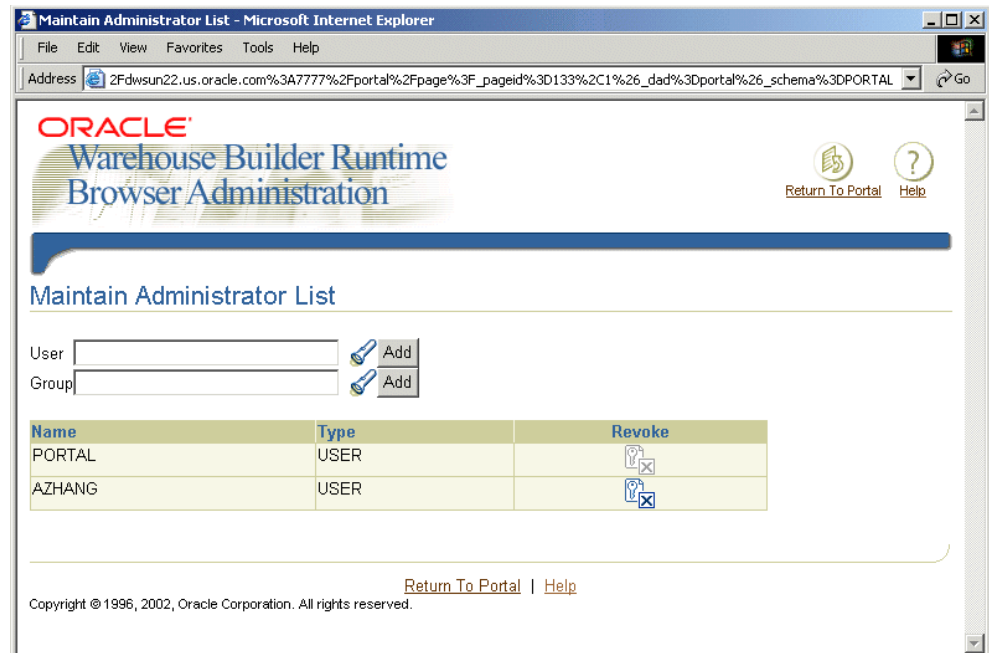 Maintain Administrator List - Microsoft Internet Explorer
File Edit View Favorites Tools Help
Address 2Fdwsun22.us.oracle.com%3A7777%2Fportal%2Fpage%3F_pageid%3D133%2C1%26_dad%3Dportal%26_schema%3DPORTAL Go
ORACLE
Warehouse Builder Runtime
Browser Administration
Return To Portal Help
Maintain Administrator List
User Add
Group Add
Name Type Revoke
PORTAL USER
AZHANG USER
Return To Portal | Help
Copyright © 1996, 2002, Oracle Corporation. All rights reserved.